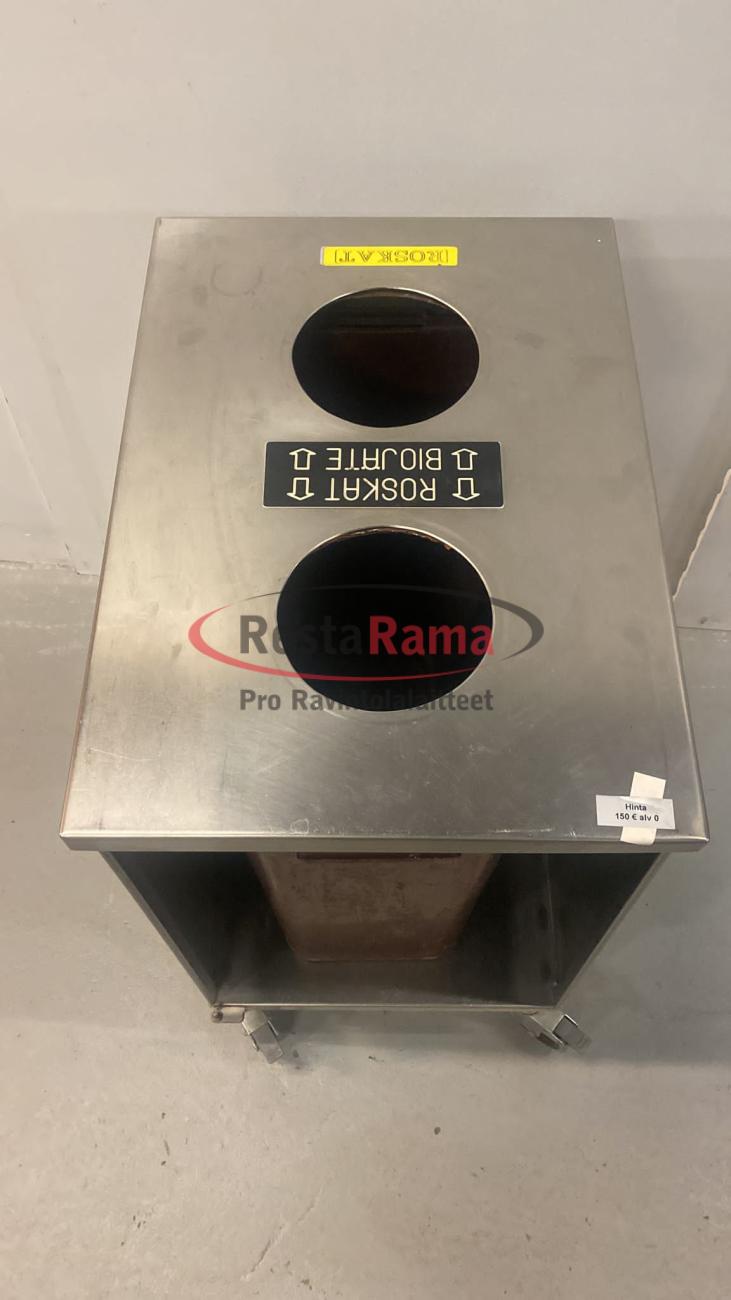 ROSKAT
ROSKAT
BIOJÄTE
RestaRama
Pro Ravintolalaitteet
Hinta
150 € alv 0